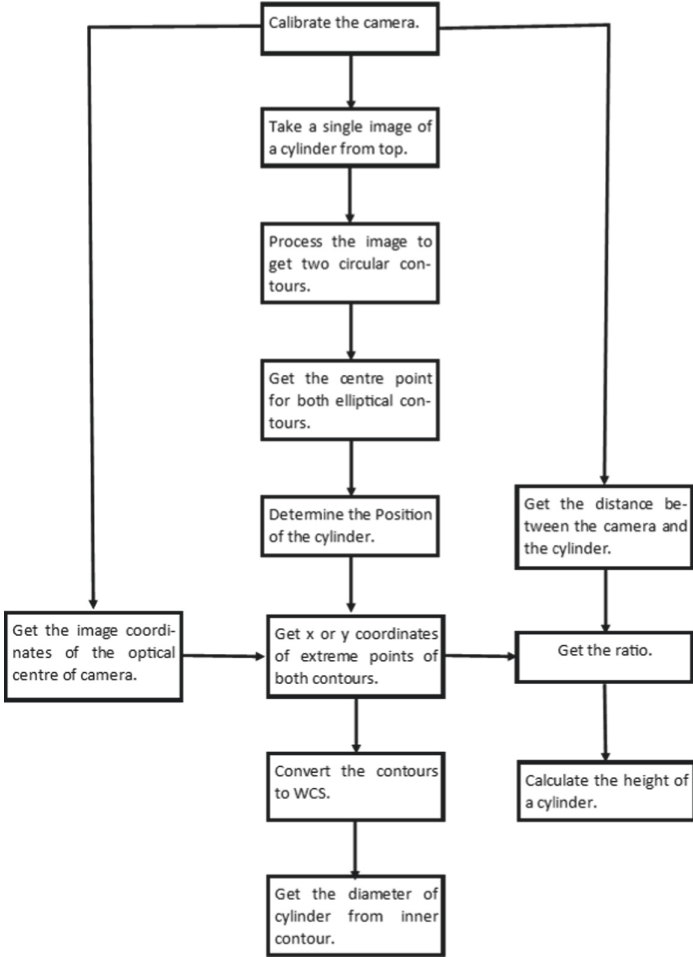 Calibrate the camera.
Take a single image of
a cylinder from top.
Process the image to
get two circular con-
tours.
Get the centre point
for both elliptical con-
tours.
Determine the Position
of the cylinder.
Get the distance be-
tween the camera and
the cylinder.
Get the image coordi-
nates of the optical
centre of camera.
Get x or y coordinates
of extreme points of
both contours.
Get the ratio.
Convert the contours
to WCS.
Calculate the height of
a cylinder.
Get the diameter of
cylinder from inner
contour.